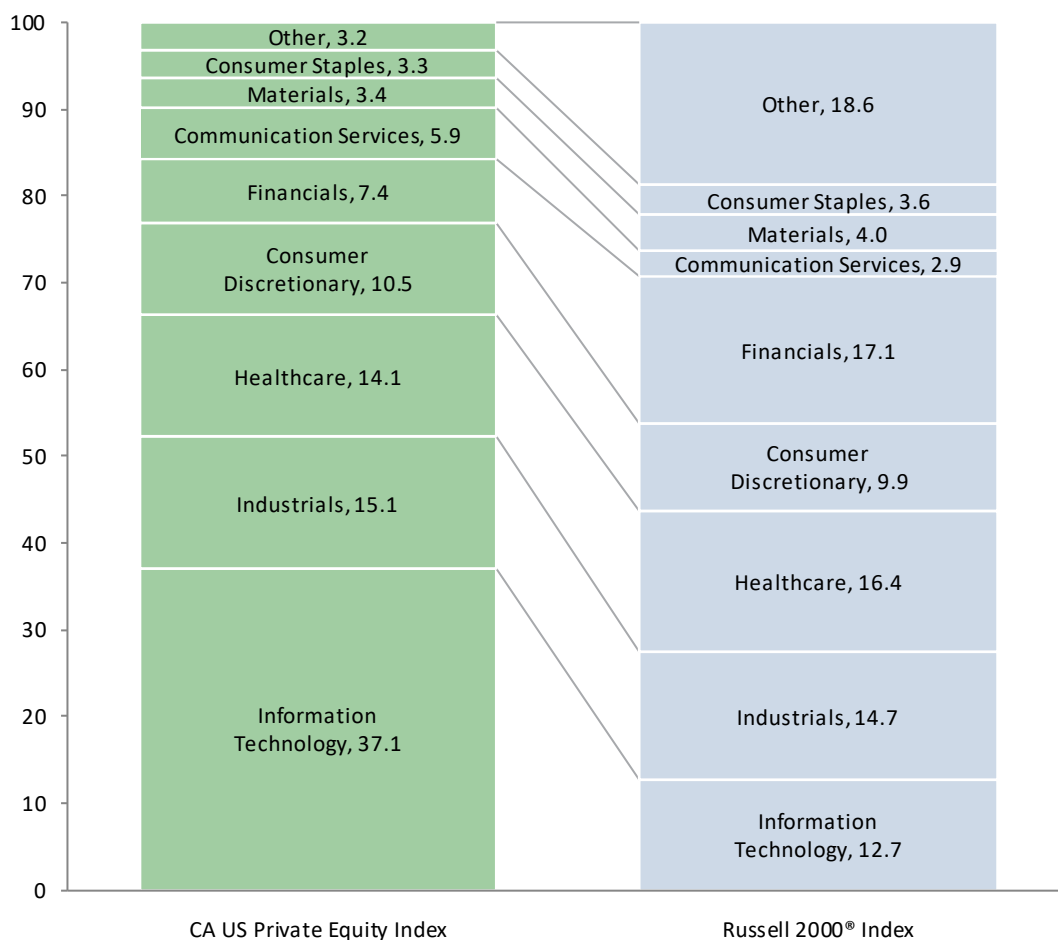 100
90
80
70
60
50
40
30
20
10
0
Other, 3.2
Consumer Staples, 3.3
Materials, 3.4
Communication Services, 5.9
Financials, 7.4
Consumer
Discretionary, 10.5
Healthcare, 14.1
Industrials, 15.1
Information
Technology, 37.1
Other, 18.6
Consumer Staples, 3.6
Materials, 4.0
Communication Services, 2.9
Financials, 17.1
Consumer
Discretionary, 9.9
Healthcare, 16.4
Industrials, 14.7
Information
Technology, 12.7
CA US Private Equity Index
Russell 2000® Index